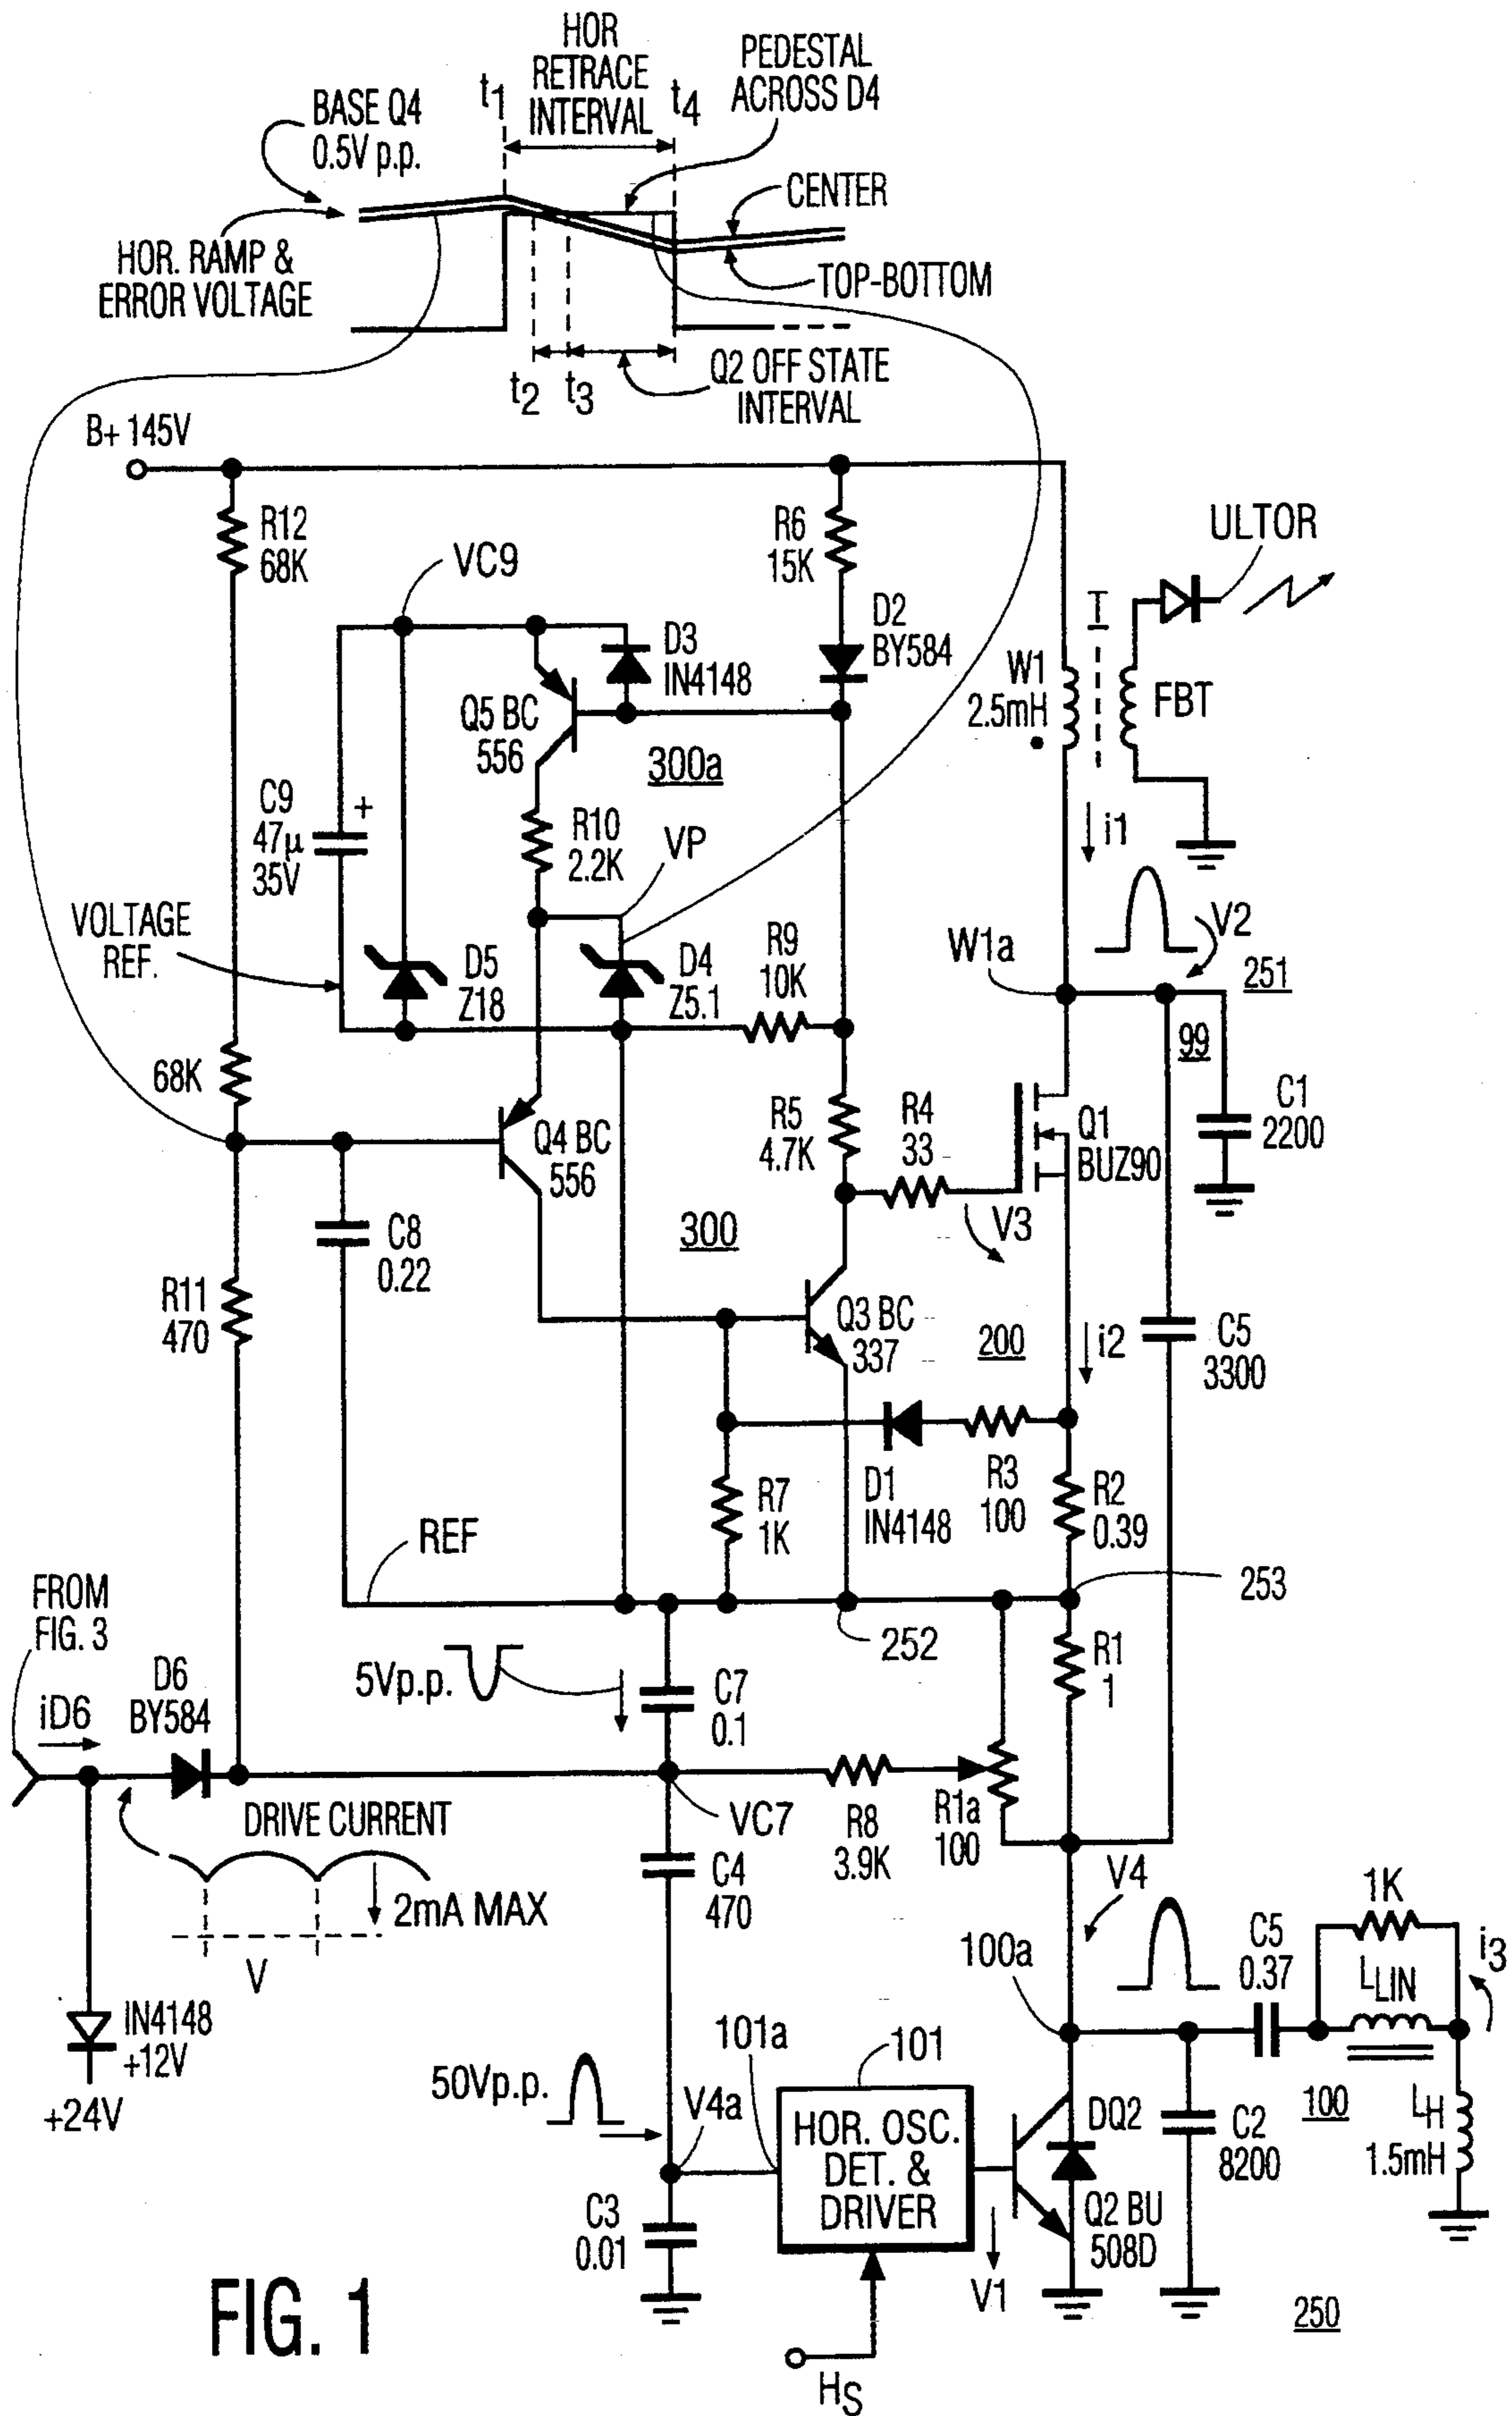 HOR
RETRACE
INTERVAL
t1
t4
PEDESTAL
ACROSS D4
BASE Q4
0.5V p.p.
CENTER
HOR. RAMP &
ERROR VOLTAGE
TOP-BOTTOM
t2
t3
Q2 OFF STATE
INTERVAL
B+ 145V
R12
68K
VC9
R6
15K
ULTOR
D2
BY584
D3
IN4148
T
W1
2.5mH
FBT
Q5 BC
556
300a
C9
47μ
35V
+
R10
2.2K
VP
i1
VOLTAGE
REF.
D5
Z18
D4
Z5.1
R9
10K
W1a
V2
251
99
68K
Q4 BC
556
R5
4.7K
R4
33
Q1
BUZ90
C1
2200
C8
0.22
300
V3
R11
470
Q3 BC
337
200
i2
C5
3300
R7
1K
D1
IN4148
R3
100
R2
0.39
REF
253
FROM
FIG. 3
252
D6
BY584
iD6
5Vp.p.
C7
0.1
R1
1
DRIVE CURRENT
VC7
R8
3.9K
R1a
100
2mA MAX
V
C4
470
V4
1K
100a
C5
0.37
LLIN
i3
IN4148
+12V
+24V
101a
101
50Vp.p.
V4a
HOR. OSC.
DET. &
DRIVER
DQ2
C2
8200
100
LH
1.5mH
C3
0.01
Q2 BU
508D
V1
FIG. 1
250
HS